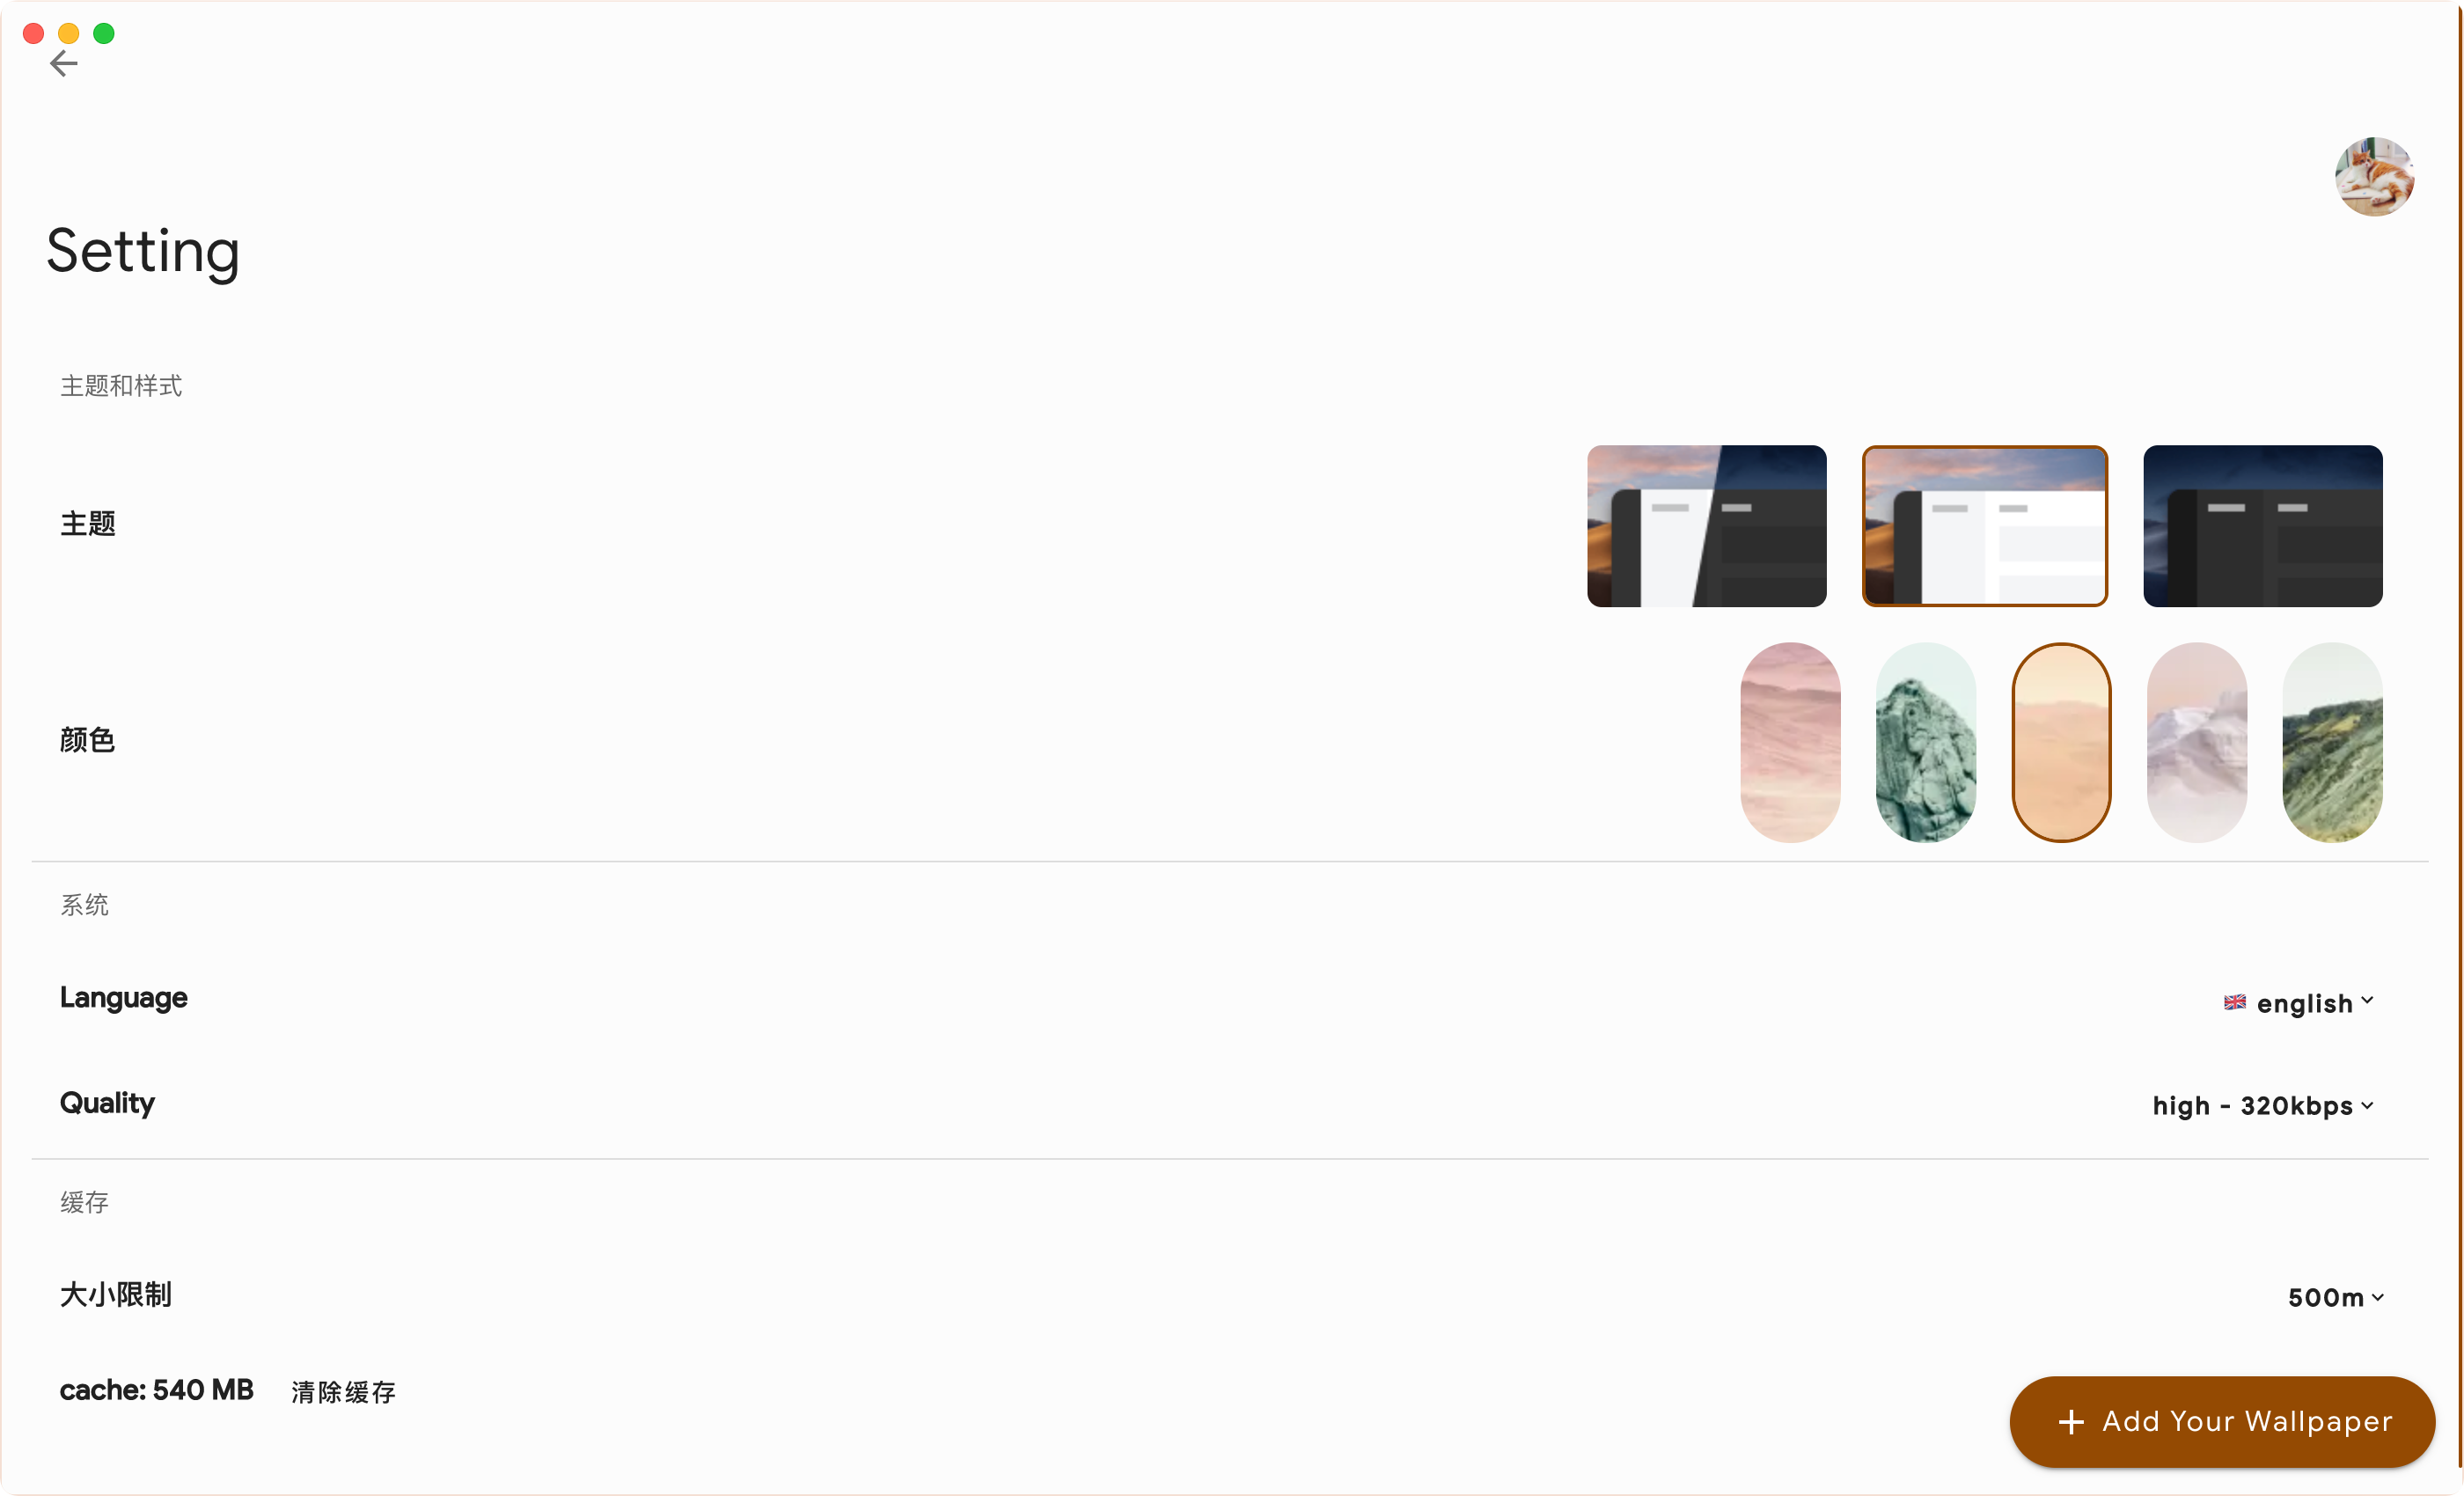 Setting
主题和样式
主题
颜色
系统
Language
🇬🇧 english
Quality
high - 320kbps
缓存
大小限制
500m
cache: 540 MB 清除缓存
+ Add Your Wallpaper